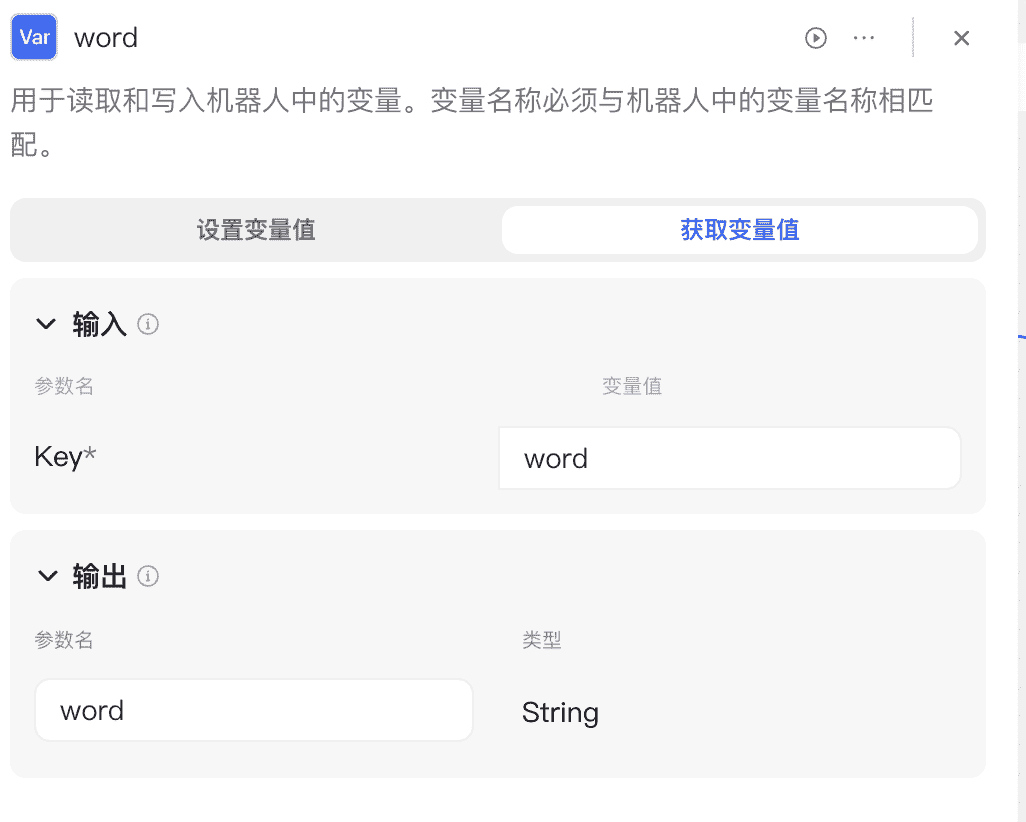 Var word
用于读取和写入机器人中的变量。变量名称必须与机器人中的变量名称相匹
配。
设置变量值 获取变量值
输入
参数名 变量值
Key* word
输出
参数名 类型
word String